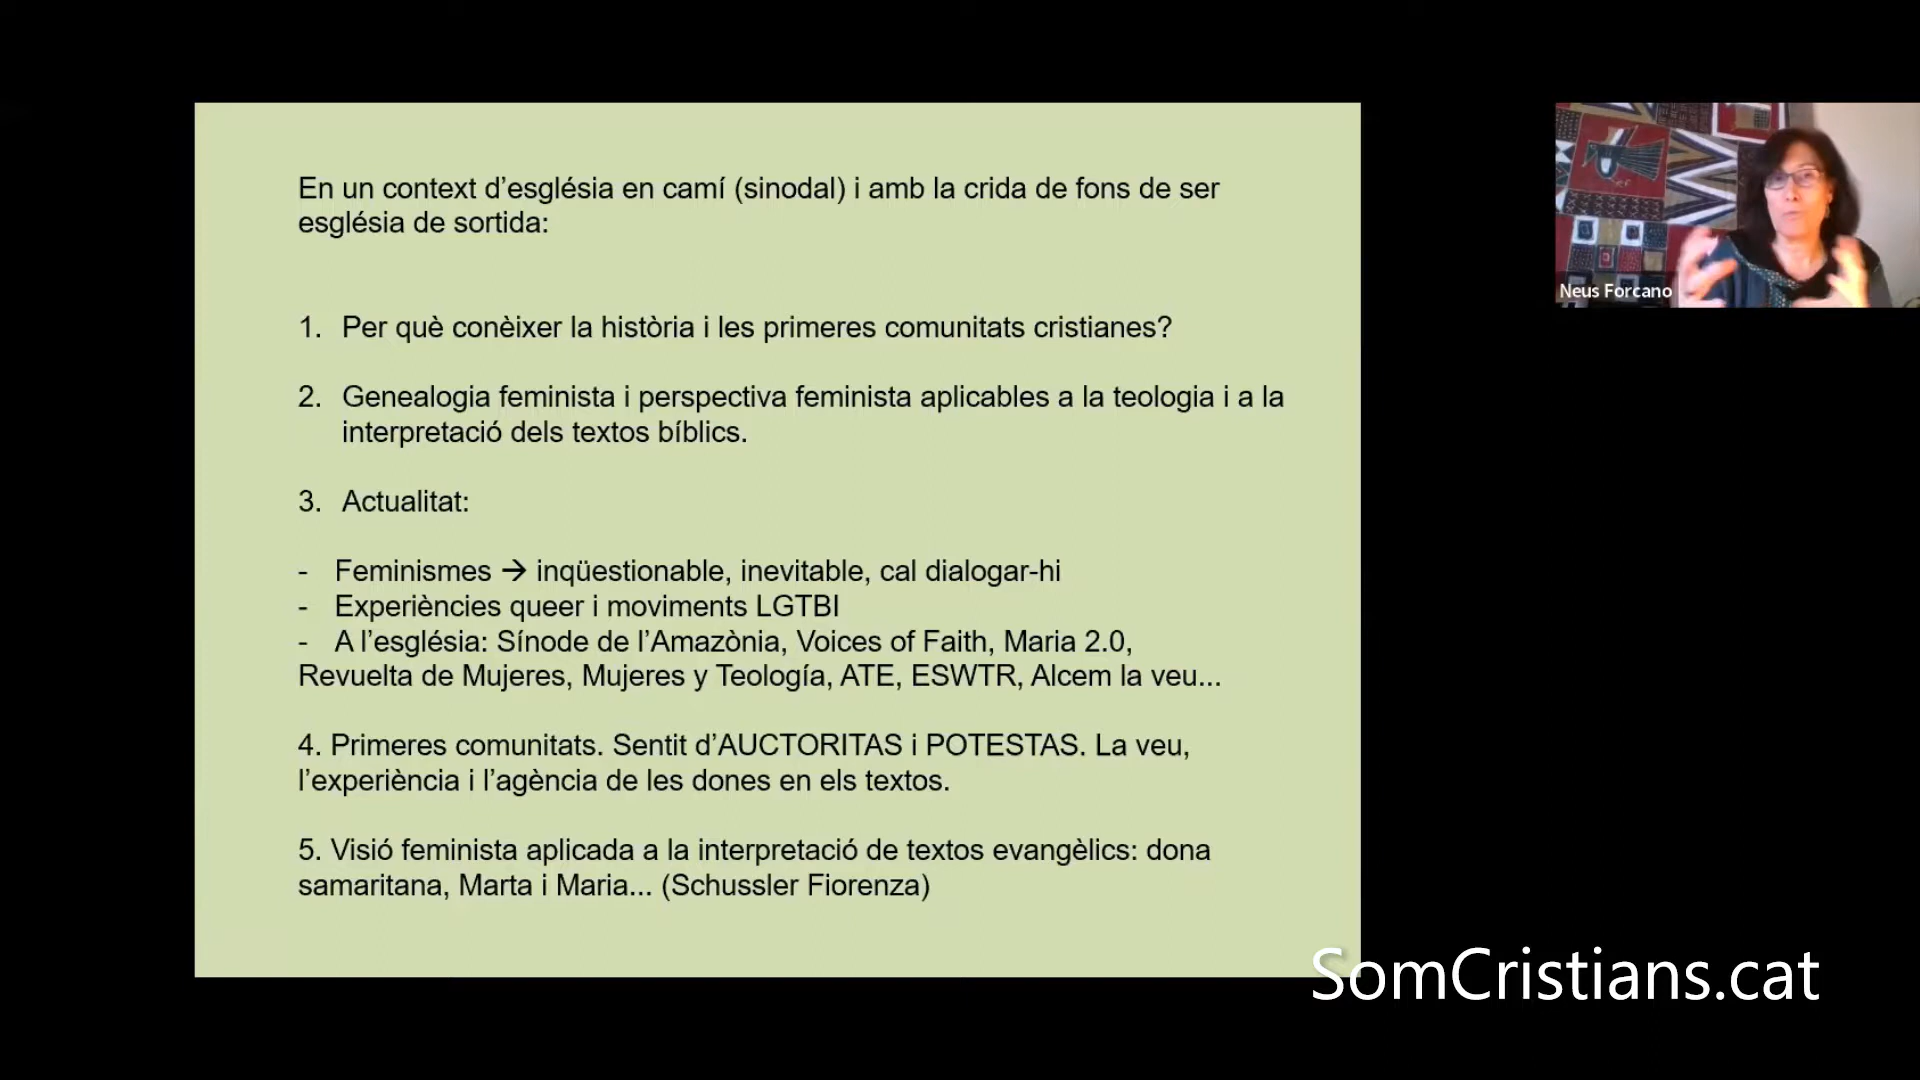 En un context d’església en camí (sinodal) i amb la crida de fons de ser
església de sortida:
1. Per què conèixer la història i les primeres comunitats cristianes?
2. Genealogia feminista i perspectiva feminista aplicables a la teologia i a la
interpretació dels textos bíblics.
3. Actualitat:
- Feminismes → inqüestionable, inevitable, cal dialogar-hi
- Experiències queer i moviments LGTBI
- A l’església: Sínode de l’Amazònia, Voices of Faith, Maria 2.0,
Revuelta de Mujeres, Mujeres y Teología, ATE, ESWTR, Alcem la veu...
4. Primeres comunitats. Sentit d’AUCTORITAS i POTESTAS. La veu,
l’experiència i l’agència de les dones en els textos.
5. Visió feminista aplicada a la interpretació de textos evangèlics: dona
samaritana, Marta i Maria... (Schussler Fiorenza)
Neus Forcano
SomCristians.cat